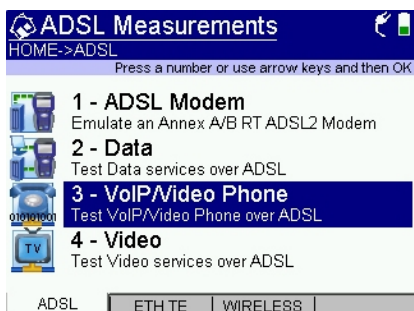 ADSL Measurements
HOME->ADSL
Press a number or use arrow keys and then OK
1 - ADSL Modem
Emulate an Annex A/B RT ADSL2 Modem
2 - Data
Test Data services over ADSL
3 - VoIP/Video Phone
Test VoIP/Video Phone over ADSL
010101001
TV
4 - Video
Test Video services over ADSL
ADSL
ETH TE
WIRELESS